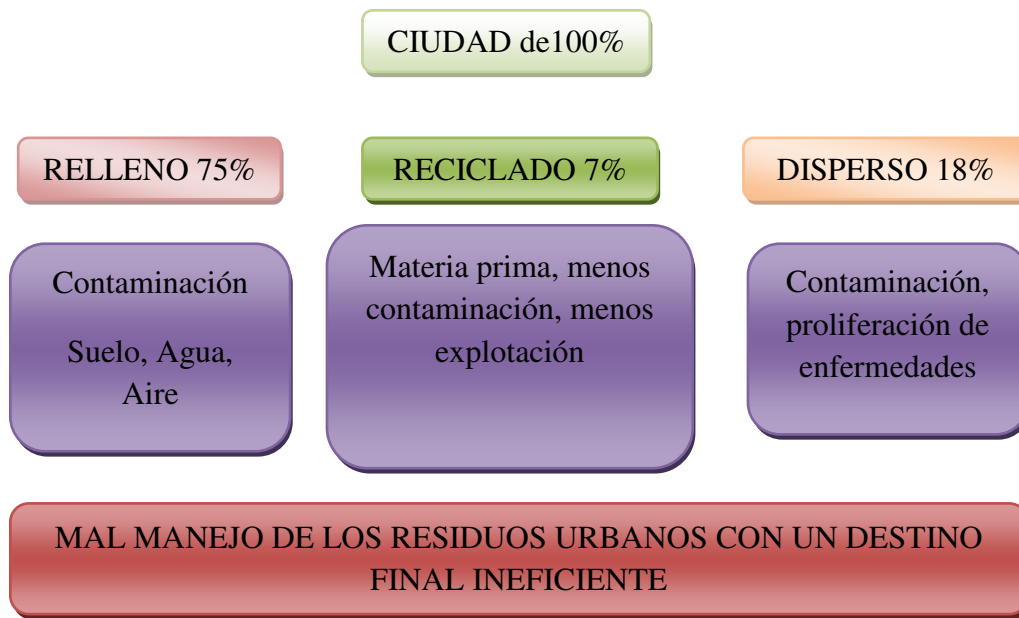 CIUDAD de100%
RELLENO 75%
RECICLADO 7%
DISPERSO 18%
Contaminación
Suelo, Agua,
Aire
Materia prima, menos
contaminación, menos
explotación
Contaminación,
proliferación de
enfermedades
MAL MANEJO DE LOS RESIDUOS URBANOS CON UN DESTINO
FINAL INEFICIENTE